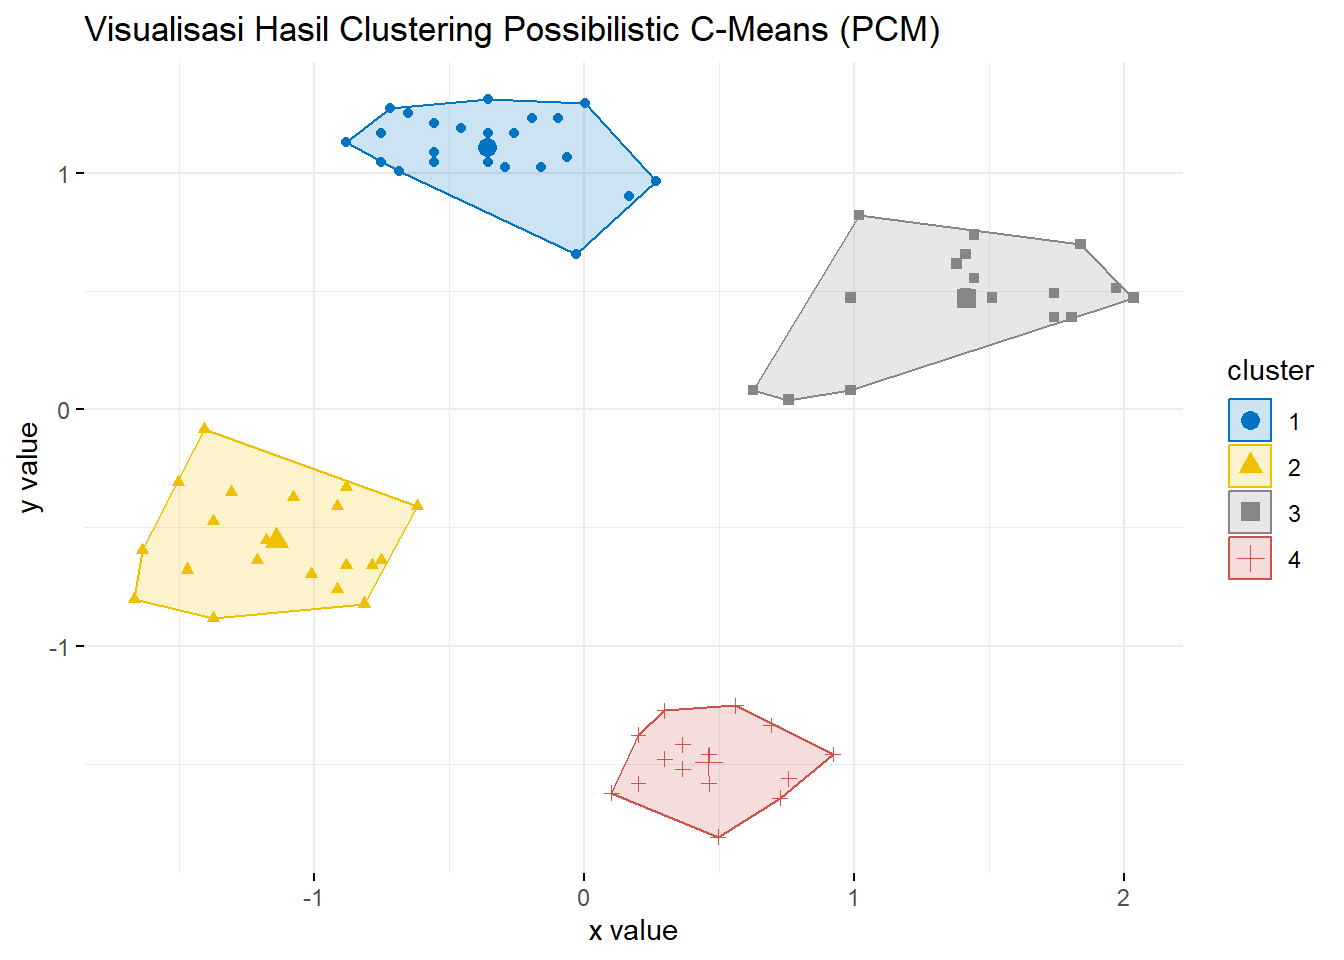 Visualisasi Hasil Clustering Possibilistic C-Means (PCM)
1
0
-1
y value
-1
0
1
2
x value
cluster
1
2
3
4